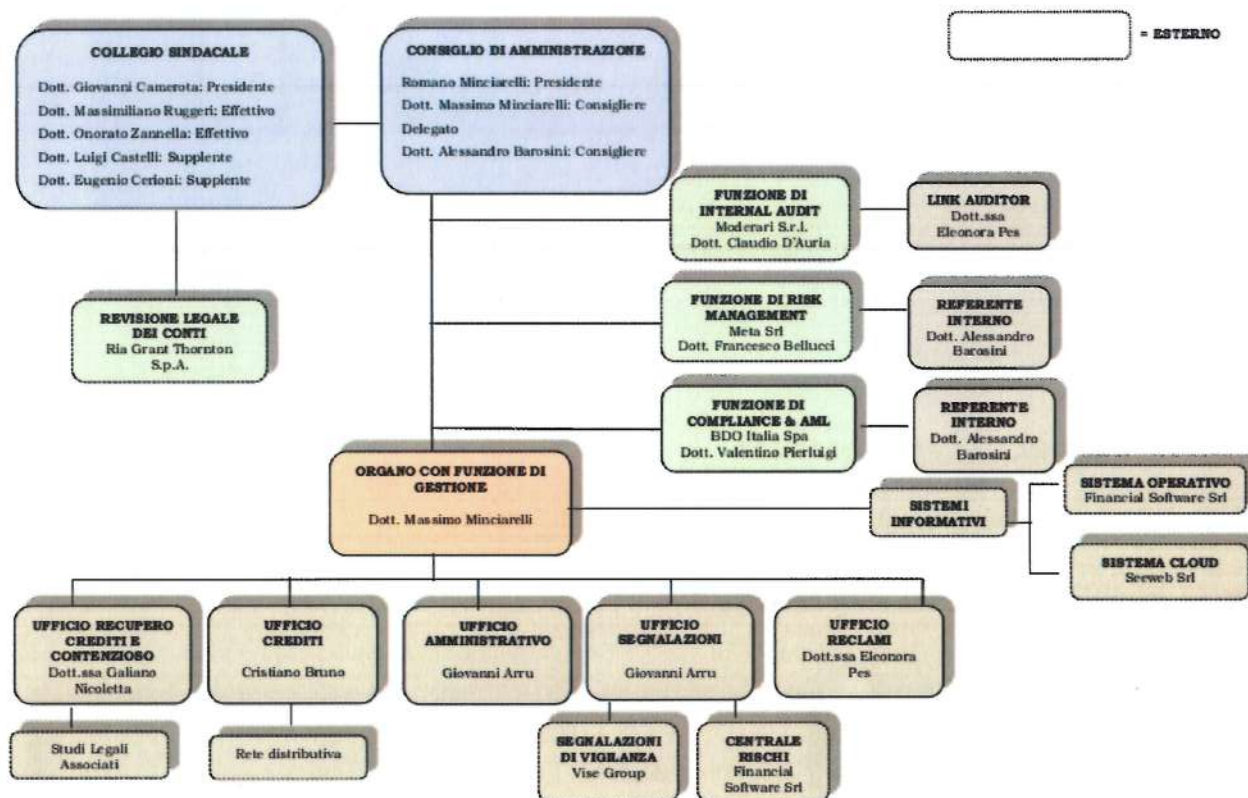 = ESTERNO
COLLEGIO SINDACALE
Dott. Giovanni Camerota: Presidente
Dott. Massimiliano Ruggeri: Effettivo
Dott. Onorato Zannella: Effettivo
Dott. Luigi Castelli: Supplente
Dott. Eugenio Cerioni: Supplente
CONSIGLIO DI AMMINISTRAZIONE
Romano Minciarelli: Presidente
Dott. Massimo Minciarelli: Consigliere
Delegato
Dott. Alessandro Barosini: Consigliere
FUNZIONE DI
INTERNAL AUDIT
Moderari S.r.l.
Dott. Claudio D'Auria
LINK AUDITOR
Dott.ssa
Eleonora Pes
REVISIONE LEGALE
DEI CONTI
Ria Grant Thornton
S.p.A.
FUNZIONE DI RISK
MANAGEMENT
Meta Srl
Dott. Francesco Bellucci
REFERENTE
INTERNO
Dott. Alessandro
Barosini
FUNZIONE DI
COMPLIANCE & AML
BDO Italia Spa
Dott. Valentino Pierluigi
REFERENTE
INTERNO
Dott. Alessandro
Barosini
ORGANO CON FUNZIONE DI
GESTIONE
Dott. Massimo Minciarelli
SISTEMI
INFORMATIVI
SISTEMA OPERATIVO
Financial Software Srl
SISTEMA CLOUD
Seeweb Srl
UFFICIO RECUPERO
CREDITI E
CONTENZIOSO
Dott.ssa Galiano
Nicoletta
UFFICIO
CREDITI
Cristiano Bruno
UFFICIO
AMMINISTRATIVO
Giovanni Arru
UFFICIO
SEGNALAZIONI
Giovanni Arru
UFFICIO
RECLAMI
Dott.ssa Eleonora
Pes
Studi Legali
Associati
Rete distributiva
SEGNALAZIONI
DI VIGILANZA
Vise Group
CENTRALE
RISCHI
Financial
Software Srl